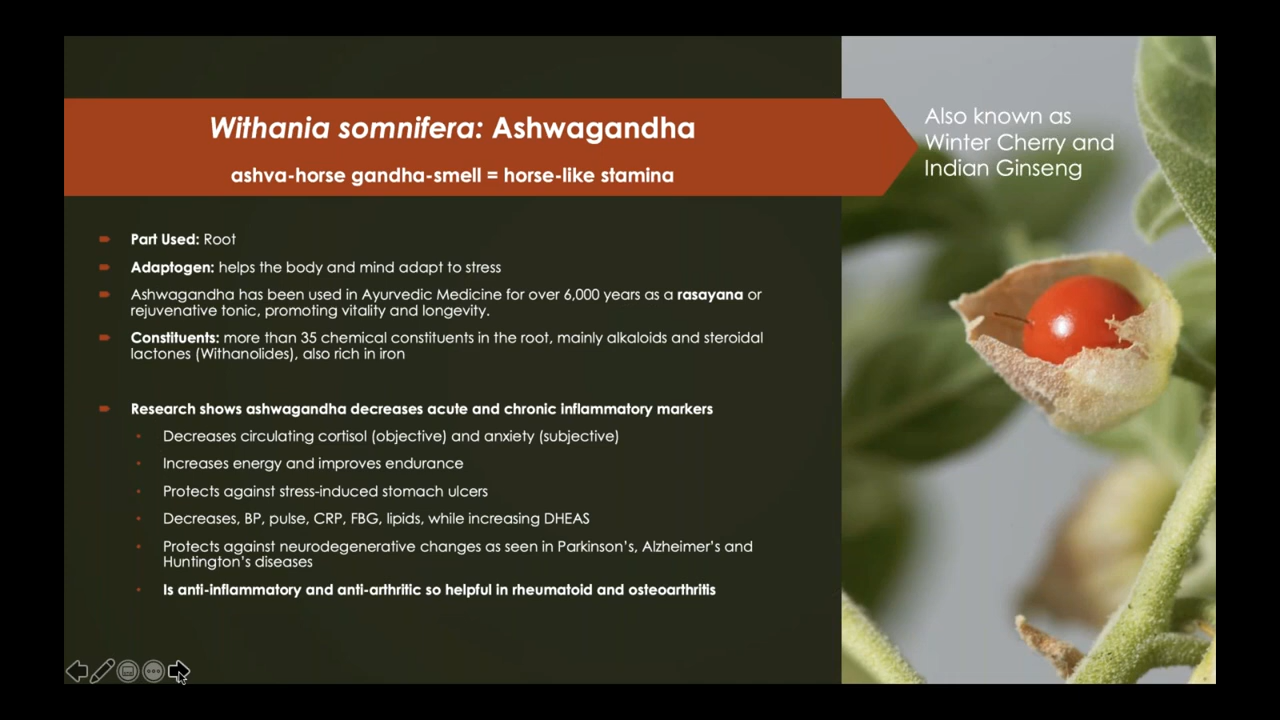 Withania somnifera: Ashwagandha
ashva-horse gandha-smell = horse-like stamina
Also known as
Winter Cherry and
Indian Ginseng
Part Used: Root
Adaptogen: helps the body and mind adapt to stress
Ashwagandha has been used in Ayurvedic Medicine for over 6,000 years as a rasayana or
rejuvenative tonic, promoting vitality and longevity.
Constituents: more than 35 chemical constituents in the root, mainly alkaloids and steroidal
lactones (Withanolides), also rich in iron
Research shows ashwagandha decreases acute and chronic inflammatory markers
Decreases circulating cortisol (objective) and anxiety (subjective)
Increases energy and improves endurance
Protects against stress-induced stomach ulcers
Decreases, BP, pulse, CRP, FBG, lipids, while increasing DHEAS
Protects against neurodegenerative changes as seen in Parkinson's, Alzheimer's and
Huntington's diseases
Is anti-inflammatory and anti-arthritic so helpful in rheumatoid and osteoarthritis